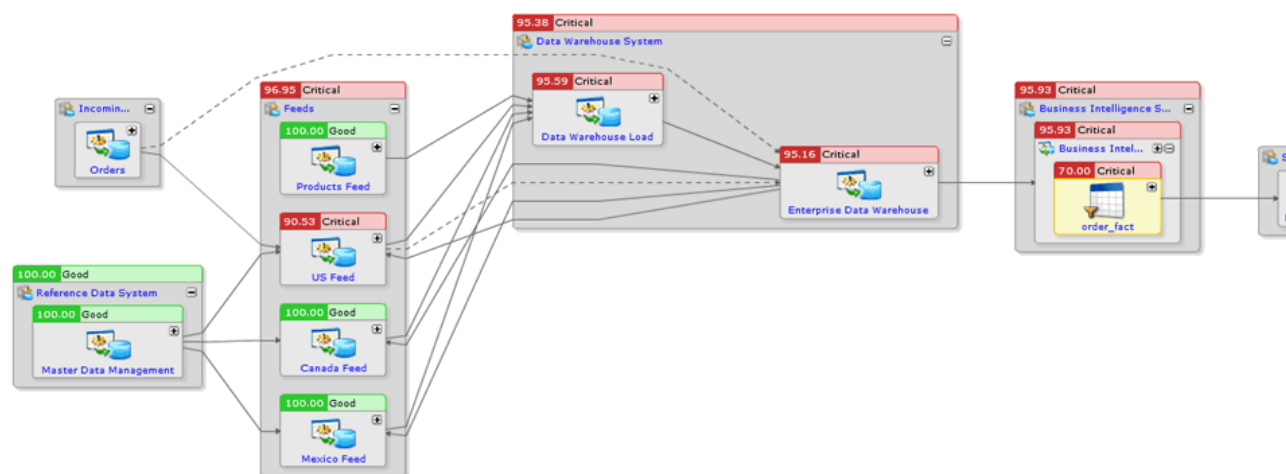 95.38 Critical
Data Warehouse System
96.95 Critical
Feeds
95.59 Critical
Data Warehouse Load
95.93 Critical
Business Intelligence S...
Incomin...
Orders
100.00 Good
Products Feed
95.93 Critical
Business Intel...
95.16 Critical
Enterprise Data Warehouse
70.00 Critical
order_fact
90.53 Critical
US Feed
100.00 Good
Reference Data System
100.00 Good
Master Data Management
100.00 Good
Canada Feed
100.00 Good
Mexico Feed